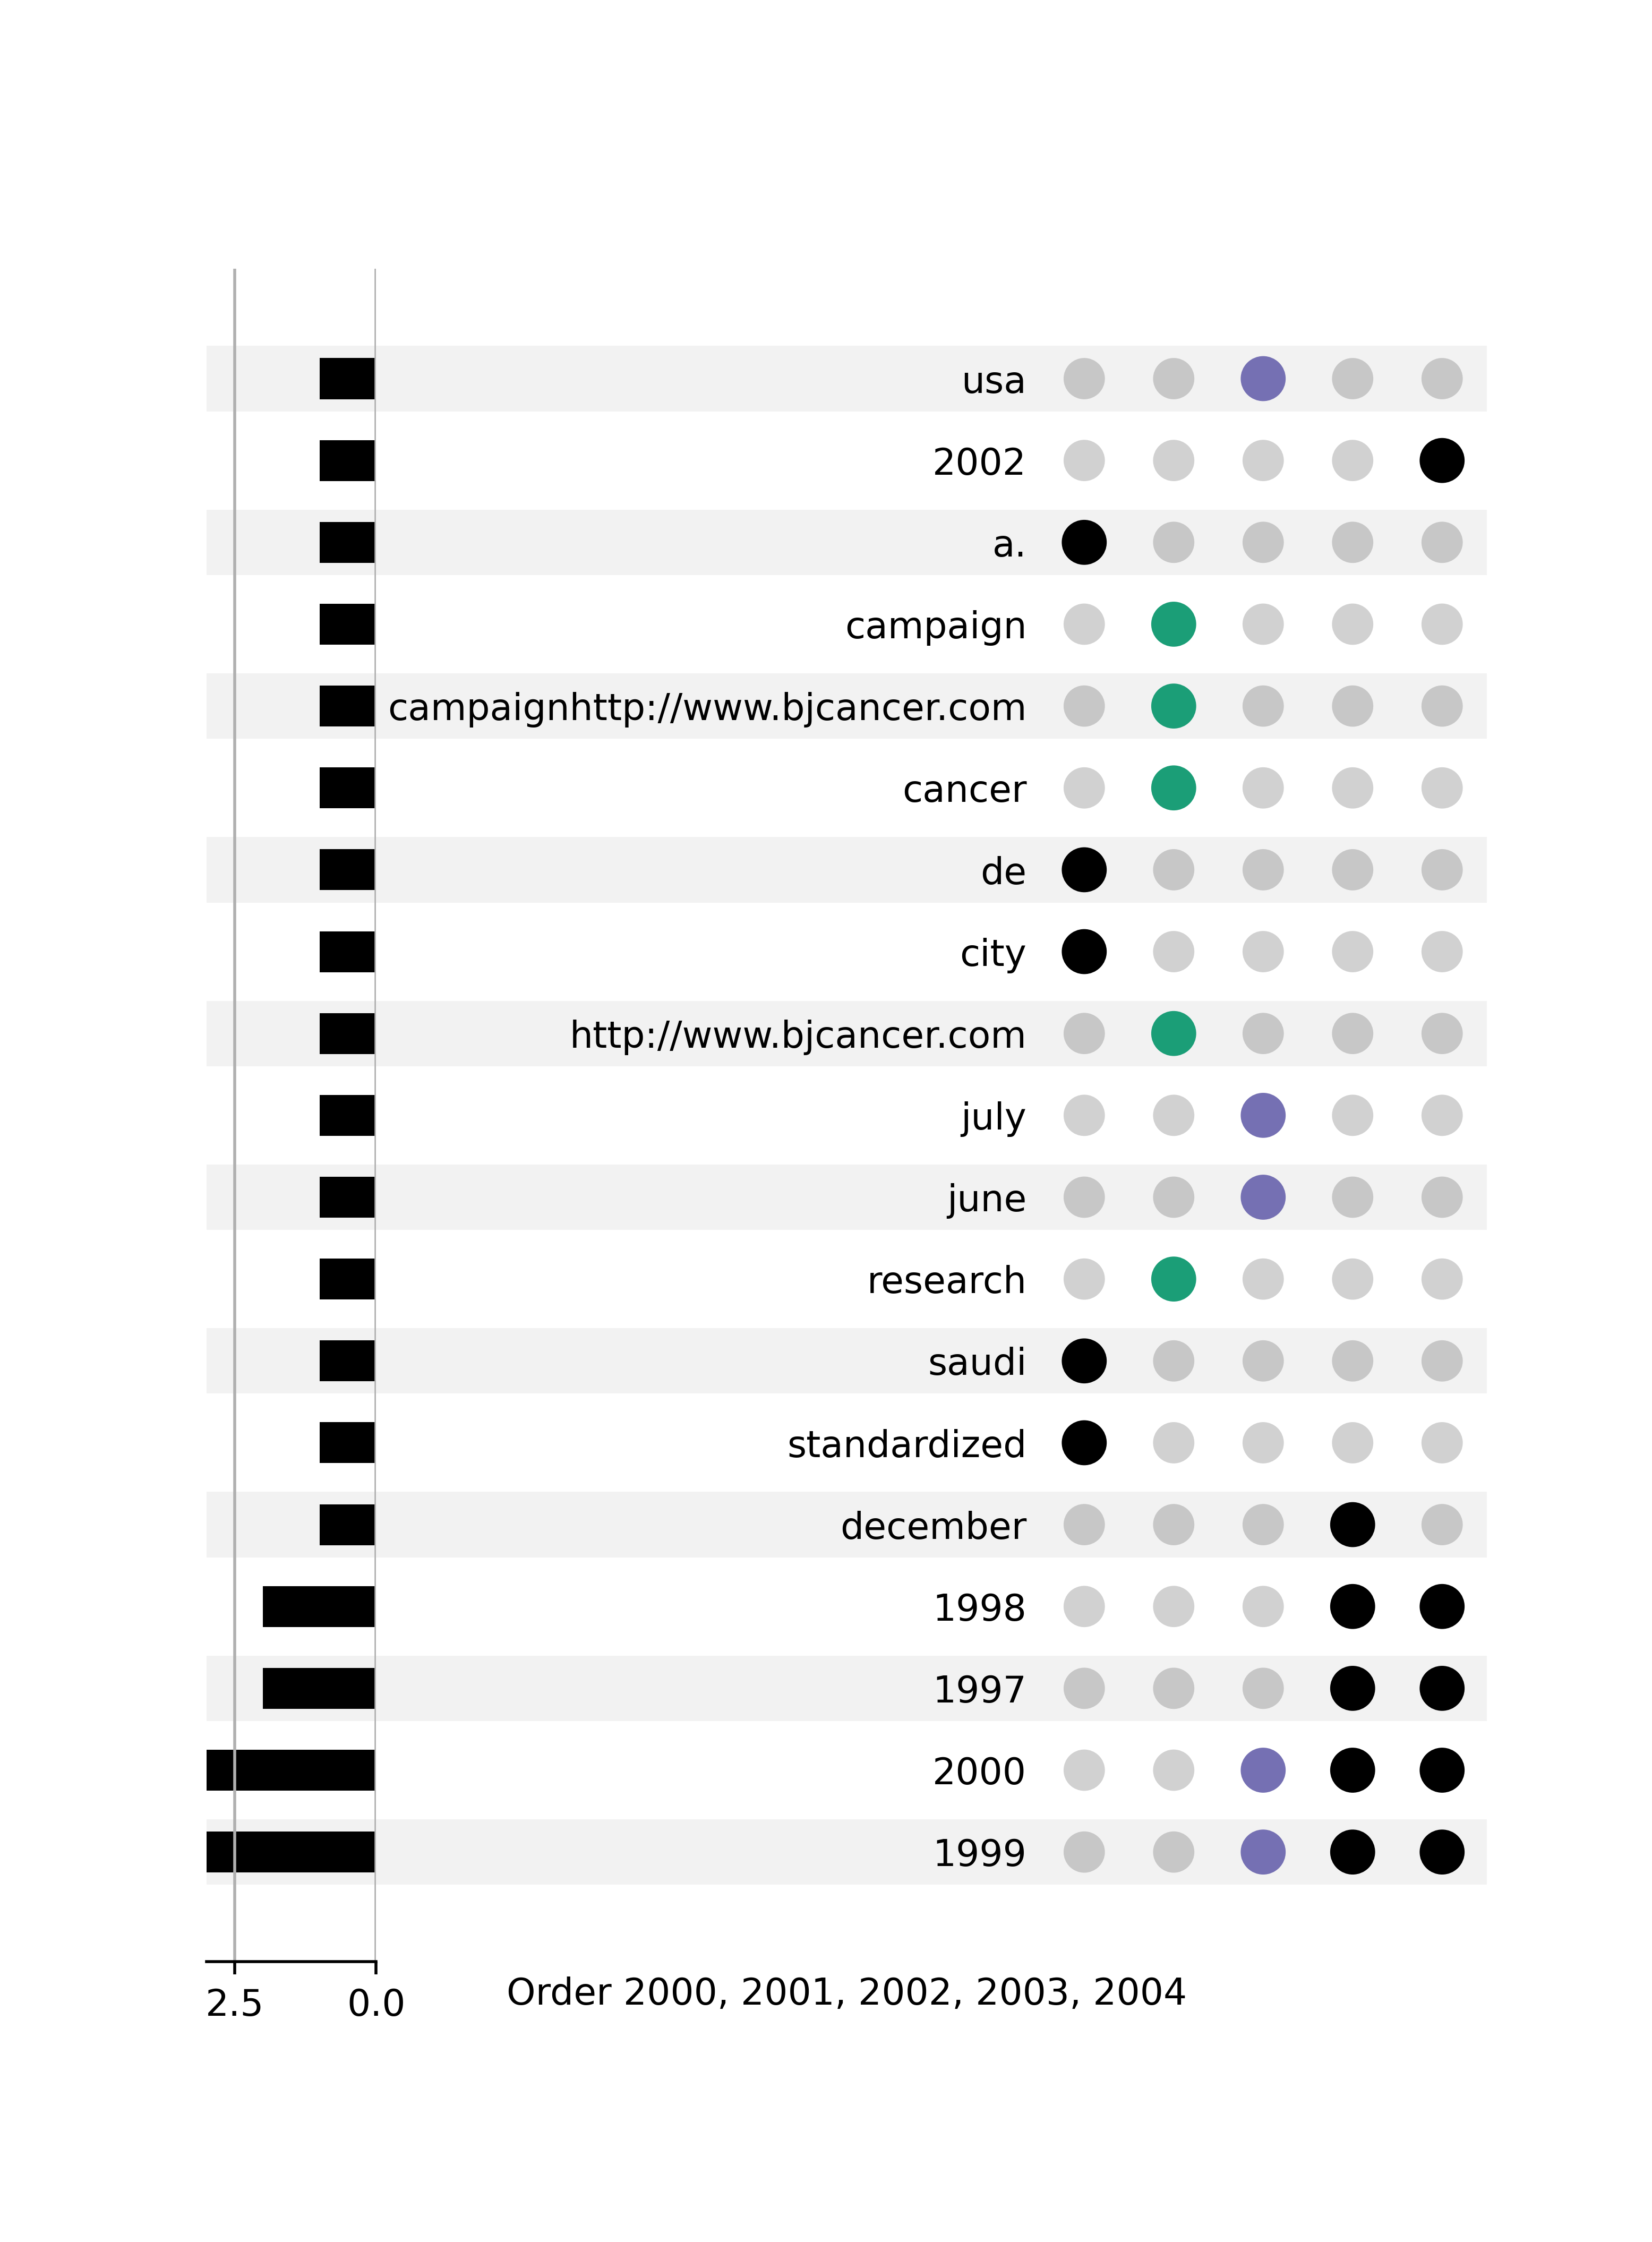 usa
2002
a.
campaign
campaignhttp://www.bjcancer.com
cancer
de
city
http://www.bjcancer.com
july
june
research
saudi
standardized
december
1998
1997
2000
1999
2.5 0.0
Order 2000, 2001, 2002, 2003, 2004